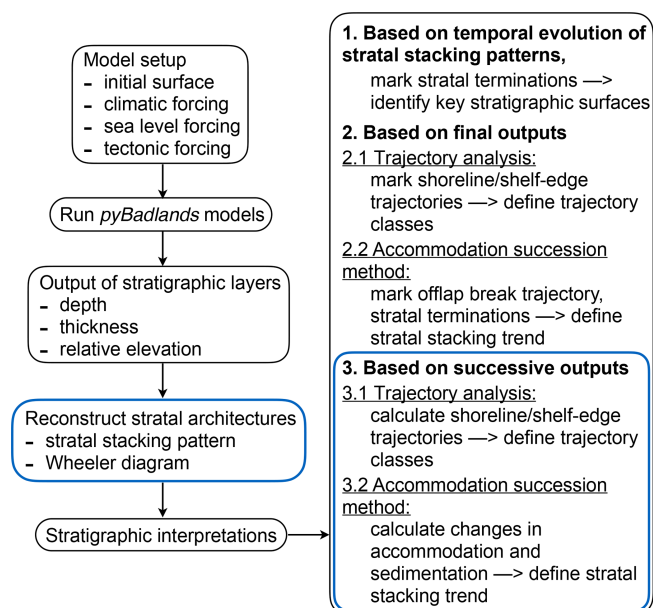 Model setup
- initial surface
- climatic forcing
- sea level forcing
- tectonic forcing
Run pyBadlands models
Output of stratigraphic layers
- depth
- thickness
- relative elevation
Reconstruct stratal architectures
- stratal stacking pattern
- Wheeler diagram
Stratigraphic interpretations
1. Based on temporal evolution of
stratal stacking patterns,
mark stratal terminations —>
identify key stratigraphic surfaces
2. Based on final outputs
2.1 Trajectory analysis:
mark shoreline/shelf-edge
trajectories —> define trajectory
classes
2.2 Accommodation succession
method:
mark offlap break trajectory,
stratal terminations —> define
stratal stacking trend
3. Based on successive outputs
3.1 Trajectory analysis:
calculate shoreline/shelf-edge
trajectories —> define trajectory
classes
3.2 Accommodation succession
method:
calculate changes in
accommodation and
sedimentation —> define stratal
stacking trend